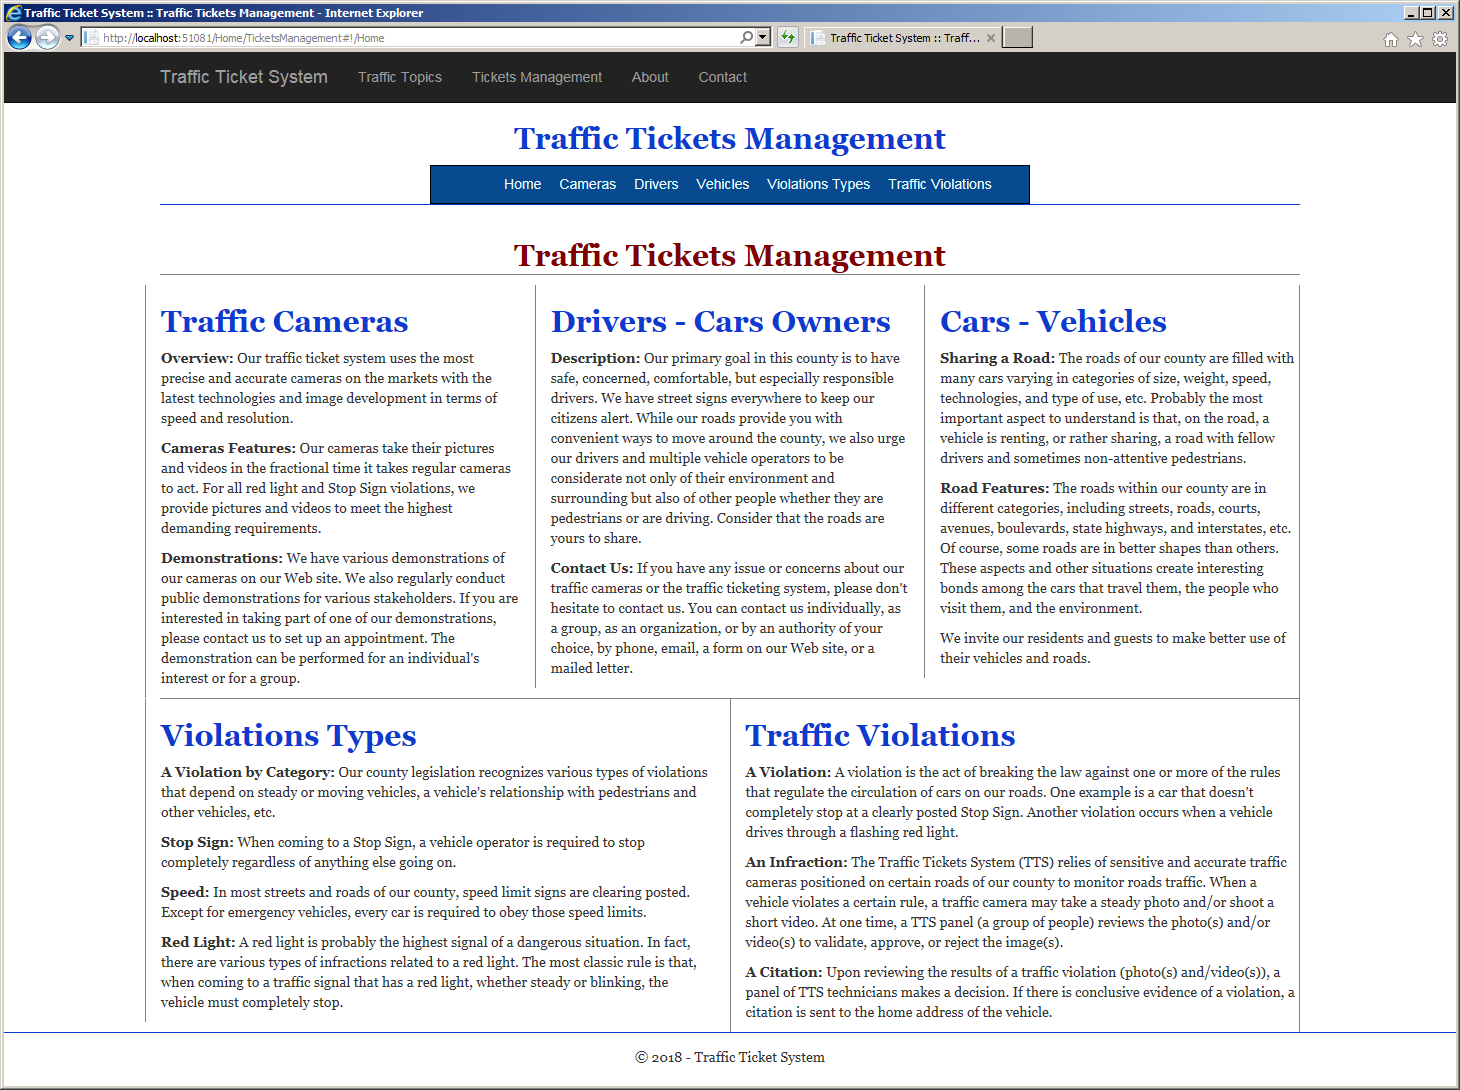 Traffic Ticket System :: Traffic Tickets Management - Internet Explorer
http://localhost:51081/Home/TicketsManagement#!/Home
Traffic Ticket System :: Traff...
Traffic Ticket System
Traffic Topics
Tickets Management
About
Contact
Traffic Tickets Management
Home
Cameras
Drivers
Vehicles
Violations Types
Traffic Violations
Traffic Tickets Management
Traffic Cameras
Overview: Our traffic ticket system uses the most
precise and accurate cameras on the markets with the
latest technologies and image development in terms of
speed and resolution.
Cameras Features: Our cameras take their pictures
and videos in the fractional time it takes regular cameras
to act. For all red light and Stop Sign violations, we
provide pictures and videos to meet the highest
demanding requirements.
Demonstrations: We have various demonstrations of
our cameras on our Web site. We also regularly conduct
public demonstrations for various stakeholders. If you are
interested in taking part of one of our demonstrations,
please contact us to set up an appointment. The
demonstration can be performed for an individual's
interest or for a group.
Drivers - Cars Owners
Description: Our primary goal in this county is to have
safe, concerned, comfortable, but especially responsible
drivers. We have street signs everywhere to keep our
citizens alert. While our roads provide you with
convenient ways to move around the county, we also urge
our drivers and multiple vehicle operators to be
considerate not only of their environment and
surrounding but also of other people whether they are
pedestrians or are driving. Consider that the roads are
yours to share.
Contact Us: If you have any issue or concerns about our
traffic cameras or the traffic ticketing system, please don't
hesitate to contact us. You can contact us individually, as
a group, as an organization, or by an authority of your
choice, by phone, email, a form on our Web site, or a
mailed letter.
Cars - Vehicles
Sharing a Road: The roads of our county are filled with
many cars varying in categories of size, weight, speed,
technologies, and type of use, etc. Probably the most
important aspect to understand is that, on the road, a
vehicle is renting, or rather sharing, a road with fellow
drivers and sometimes non-attentive pedestrians.
Road Features: The roads within our county are in
different categories, including streets, roads, courts,
avenues, boulevards, state highways, and interstates, etc.
Of course, some roads are in better shapes than others.
These aspects and other situations create interesting
bonds among the cars that travel them, the people who
visit them, and the environment.
We invite our residents and guests to make better use of
their vehicles and roads.
Violations Types
A Violation by Category: Our county legislation recognizes various types of violations
that depend on steady or moving vehicles, a vehicle's relationship with pedestrians and
other vehicles, etc.
Stop Sign: When coming to a Stop Sign, a vehicle operator is required to stop
completely regardless of anything else going on.
Speed: In most streets and roads of our county, speed limit signs are clearing posted.
Except for emergency vehicles, every car is required to obey those speed limits.
Red Light: A red light is probably the highest signal of a dangerous situation. In fact,
there are various types of infractions related to a red light. The most classic rule is that,
when coming to a traffic signal that has a red light, whether steady or blinking, the
vehicle must completely stop.
Traffic Violations
A Violation: A violation is the act of breaking the law against one or more of the rules
that regulate the circulation of cars on our roads. One example is a car that doesn't
completely stop at a clearly posted Stop Sign. Another violation occurs when a vehicle
drives through a flashing red light.
An Infraction: The Traffic Tickets System (TTS) relies of sensitive and accurate traffic
cameras positioned on certain roads of our county to monitor roads traffic. When a
vehicle violates a certain rule, a traffic camera may take a steady photo and/or shoot a
short video. At one time, a TTS panel (a group of people) reviews the photo(s) and/or
video(s) to validate, approve, or reject the image(s).
A Citation: Upon reviewing the results of a traffic violation (photo(s) and/video(s)), a
panel of TTS technicians makes a decision. If there is conclusive evidence of a violation, a
citation is sent to the home address of the vehicle.
© 2018 - Traffic Ticket System